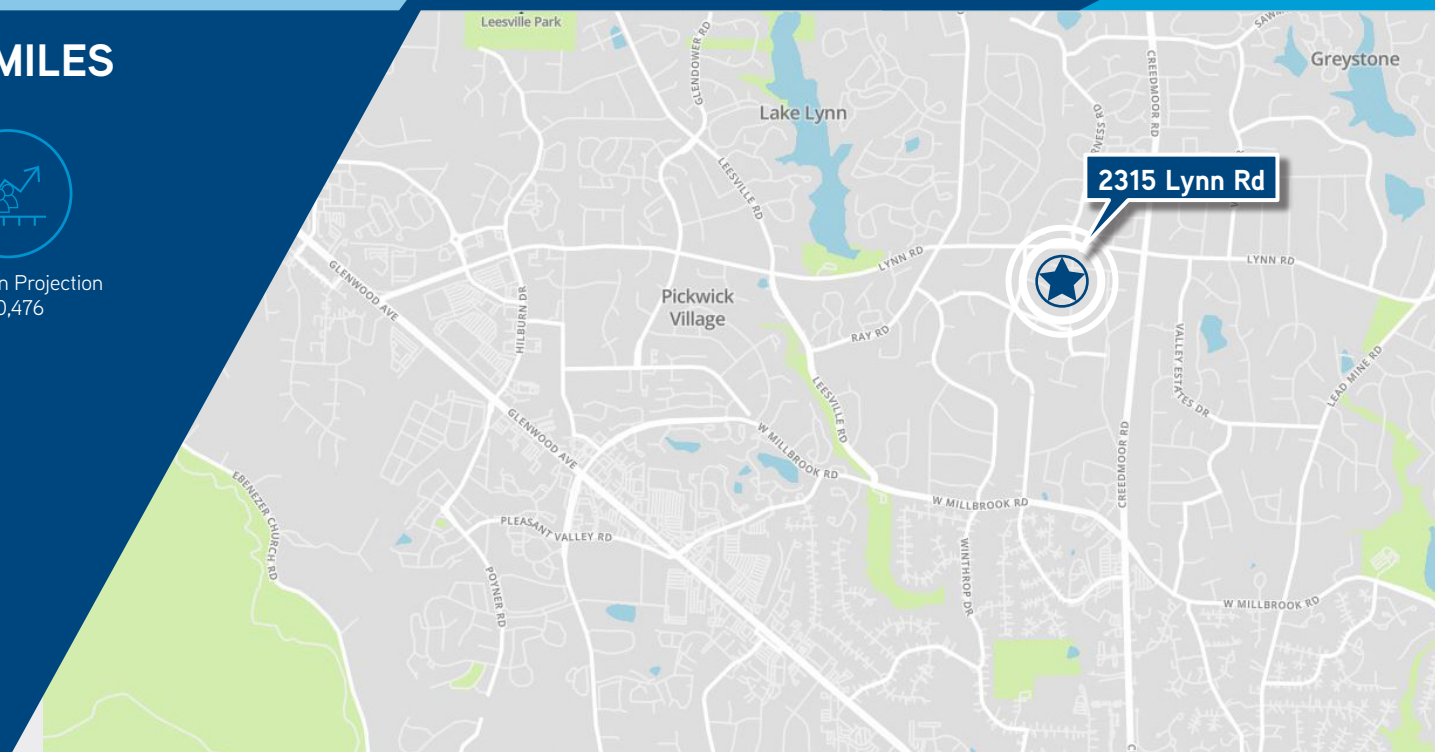 MILES
n Projection
0,476
Leesville Park
GLENDOWER RD
Lake Lynn
LEESVILLE RD
CREEDMOOR RD
Greystone
2315 Lynn Rd
LYNN RD
LYNN RD
GLENWOOD AVE
HILBURN DR
Pickwick
Village
RAY RD
VALLEY ESTATES DR
LEAD MINE RD
LEESVILLE RD
GLENWOOD AVE
W MILLBROOK RD
CREEDMOOR RD
W MILLBROOK RD
EBENEZER CHURCH RD
PLEASANT VALLEY RD
POYNER RD
WINTHROP DR
W MILLBROOK RD